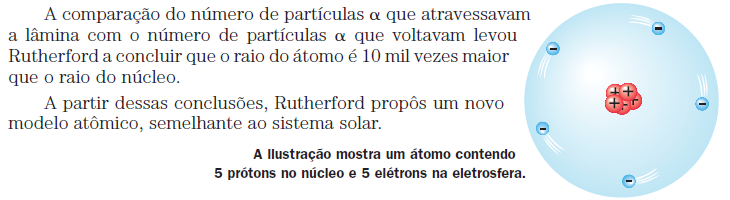 A comparação do número de partículas α que atravessavam
a lâmina com o número de partículas α que voltavam levou
Rutherford a concluir que o raio do átomo é 10 mil vezes maior
que o raio do núcleo.
A partir dessas conclusões, Rutherford propôs um novo
modelo atômico, semelhante ao sistema solar.
A Ilustração mostra um átomo contendo
5 prótons no núcleo e 5 elétrons na eletrosfera.